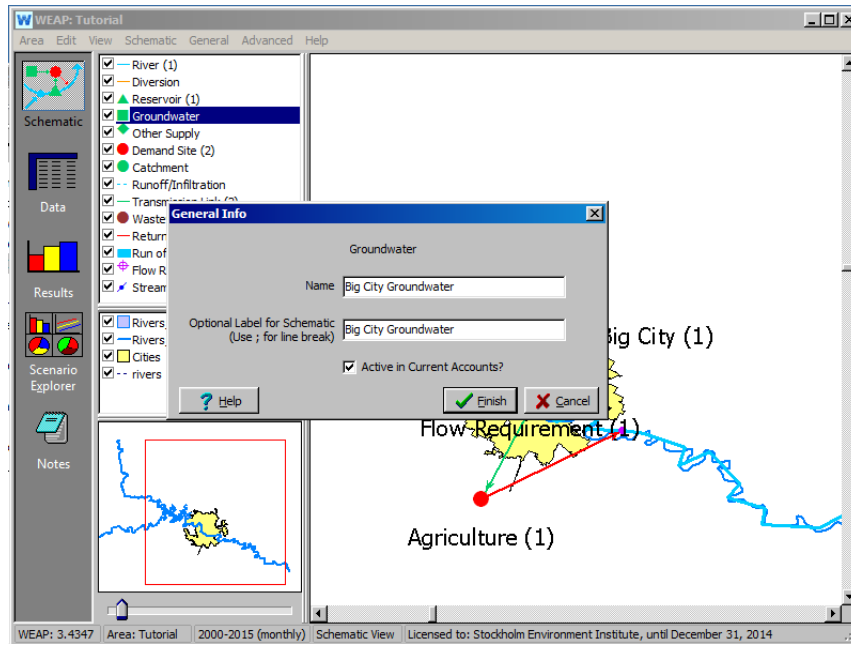 WEAP: Tutorial
Area Edit View Schematic General Advanced Help
Schematic
Data
Results
Scenario
Explorer
Notes
River (1)
Diversion
Reservoir (1)
Groundwater
Other Supply
Demand Site (2)
Catchment
Runoff/Infiltration
Transmission Link (2)
Waste
Return
Run of
Flow R
Stream
Rivers
Rivers
Cities
rivers
General Info
Groundwater
Name
Big City Groundwater
Optional Label for Schematic
(Use ; for line break)
Big City Groundwater
Active in Current Accounts?
? Help
Finish
Cancel
Big City (1)
Flow Requirement (1)
Agriculture (1)
WEAP: 3.4347
Area: Tutorial
2000-2015 (monthly)
Schematic View
Licensed to: Stockholm Environment Institute, until December 31, 2014